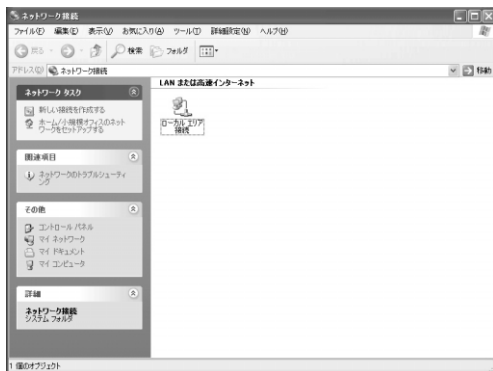 ネットワーク接続
ファイル(F) 編集(E) 表示(V) お気に入り(A) ツール(T) 詳細設定(N) ヘルプ(H)
戻る 検索 フォルダ
アドレス(D) ネットワーク接続 移動
ネットワーク タスク
新しい接続を作成する
ホーム/小規模オフィスのネット
ワークをセットアップする
関連項目
ネットワークのトラブルシューティ
ング
その他
コントロール パネル
マイ ネットワーク
マイ ドキュメント
マイ コンピュータ
詳細
ネットワーク接続
システム フォルダ
LAN または高速インターネット
ローカル エリア
接続
1 個のオブジェクト